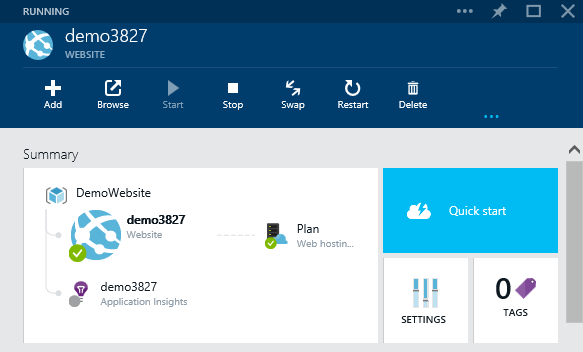 RUNNING
demo3827
WEBSITE
Add Browse Start Stop Swap Restart Delete
Summary
DemoWebsite
demo3827
Website
Plan
Web hostin...
demo3827
Application Insights
Quick start
SETTINGS
0
TAGS